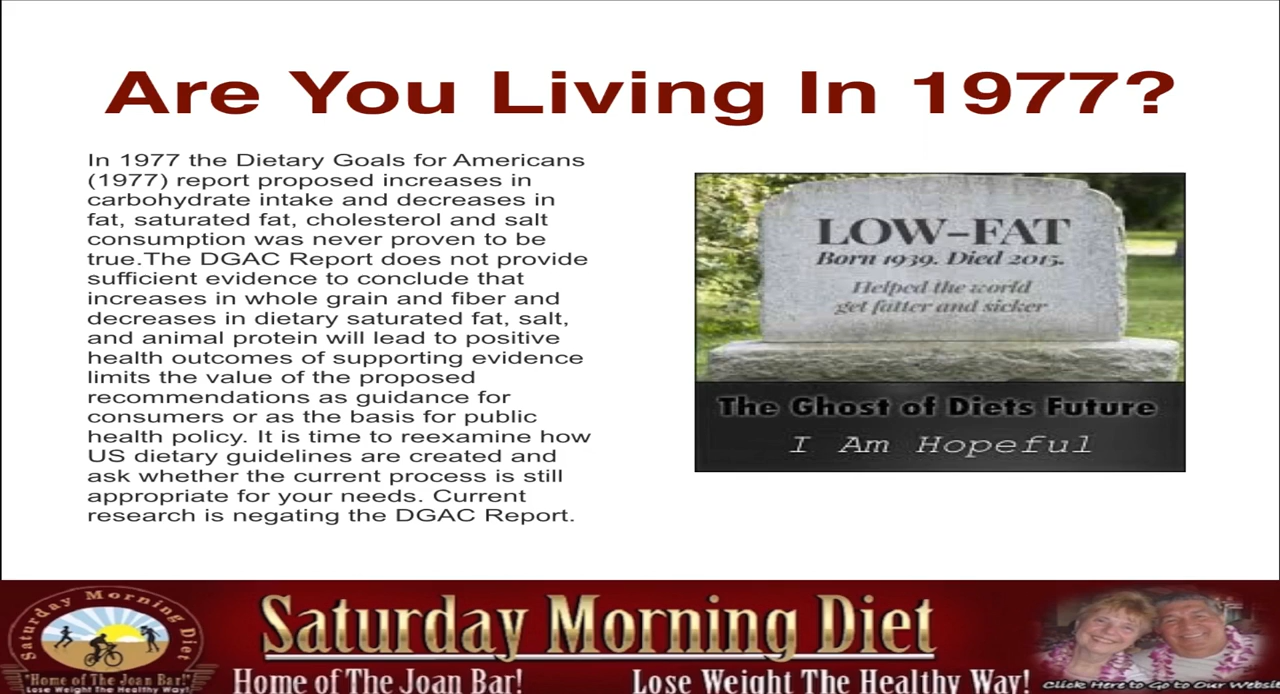 Are You Living In 1977?
In 1977 the Dietary Goals for Americans
(1977) report proposed increases in
carbohydrate intake and decreases in
fat, saturated fat, cholesterol and salt
consumption was never proven to be
true.The DGAC Report does not provide
sufficient evidence to conclude that
increases in whole grain and fiber and
decreases in dietary saturated fat, salt,
and animal protein will lead to positive
health outcomes of supporting evidence
limits the value of the proposed
recommendations as guidance for
consumers or as the basis for public
health policy. It is time to reexamine how
US dietary guidelines are created and
ask whether the current process is still
appropriate for your needs. Current
research is negating the DGAC Report.
LOW-FAT
Born 1939. Died 2015.
Helped the world
get fatter and sicker
The Ghost of Diets Future
I Am Hopeful
Saturday Morning Diet
"Home of The Joan Bar!"
Lose Weight The Healthy Way!
Saturday Morning Diet
Home of The Joan Bar! Lose Weight The Healthy Way!
Click Here to Go to Our Websit